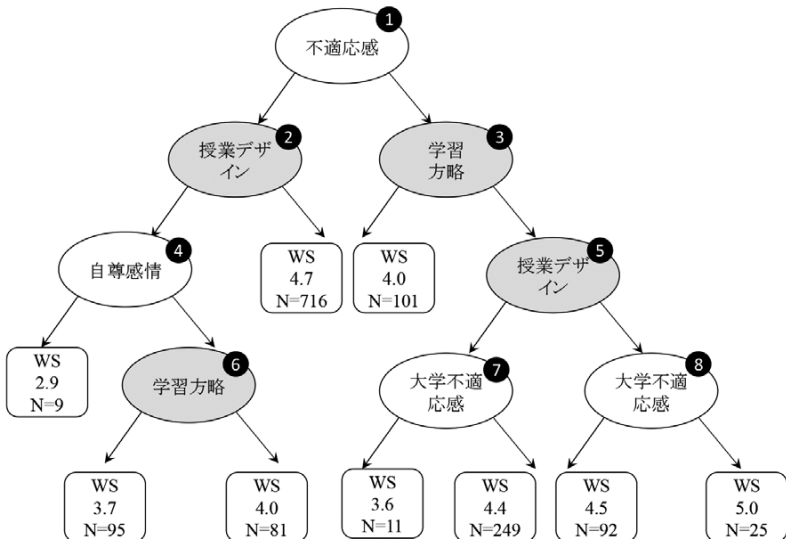 1
不適応感
2
授業デザ
イン
3
学習
方略
4
自尊感情
WS
4.7
N=716
WS
4.0
N=101
5
授業デザ
イン
WS
2.9
N=9
6
学習方略
7
大学不適
応感
8
大学不適
応感
WS
3.7
N=95
WS
4.0
N=81
WS
3.6
N=11
WS
4.4
N=249
WS
4.5
N=92
WS
5.0
N=25